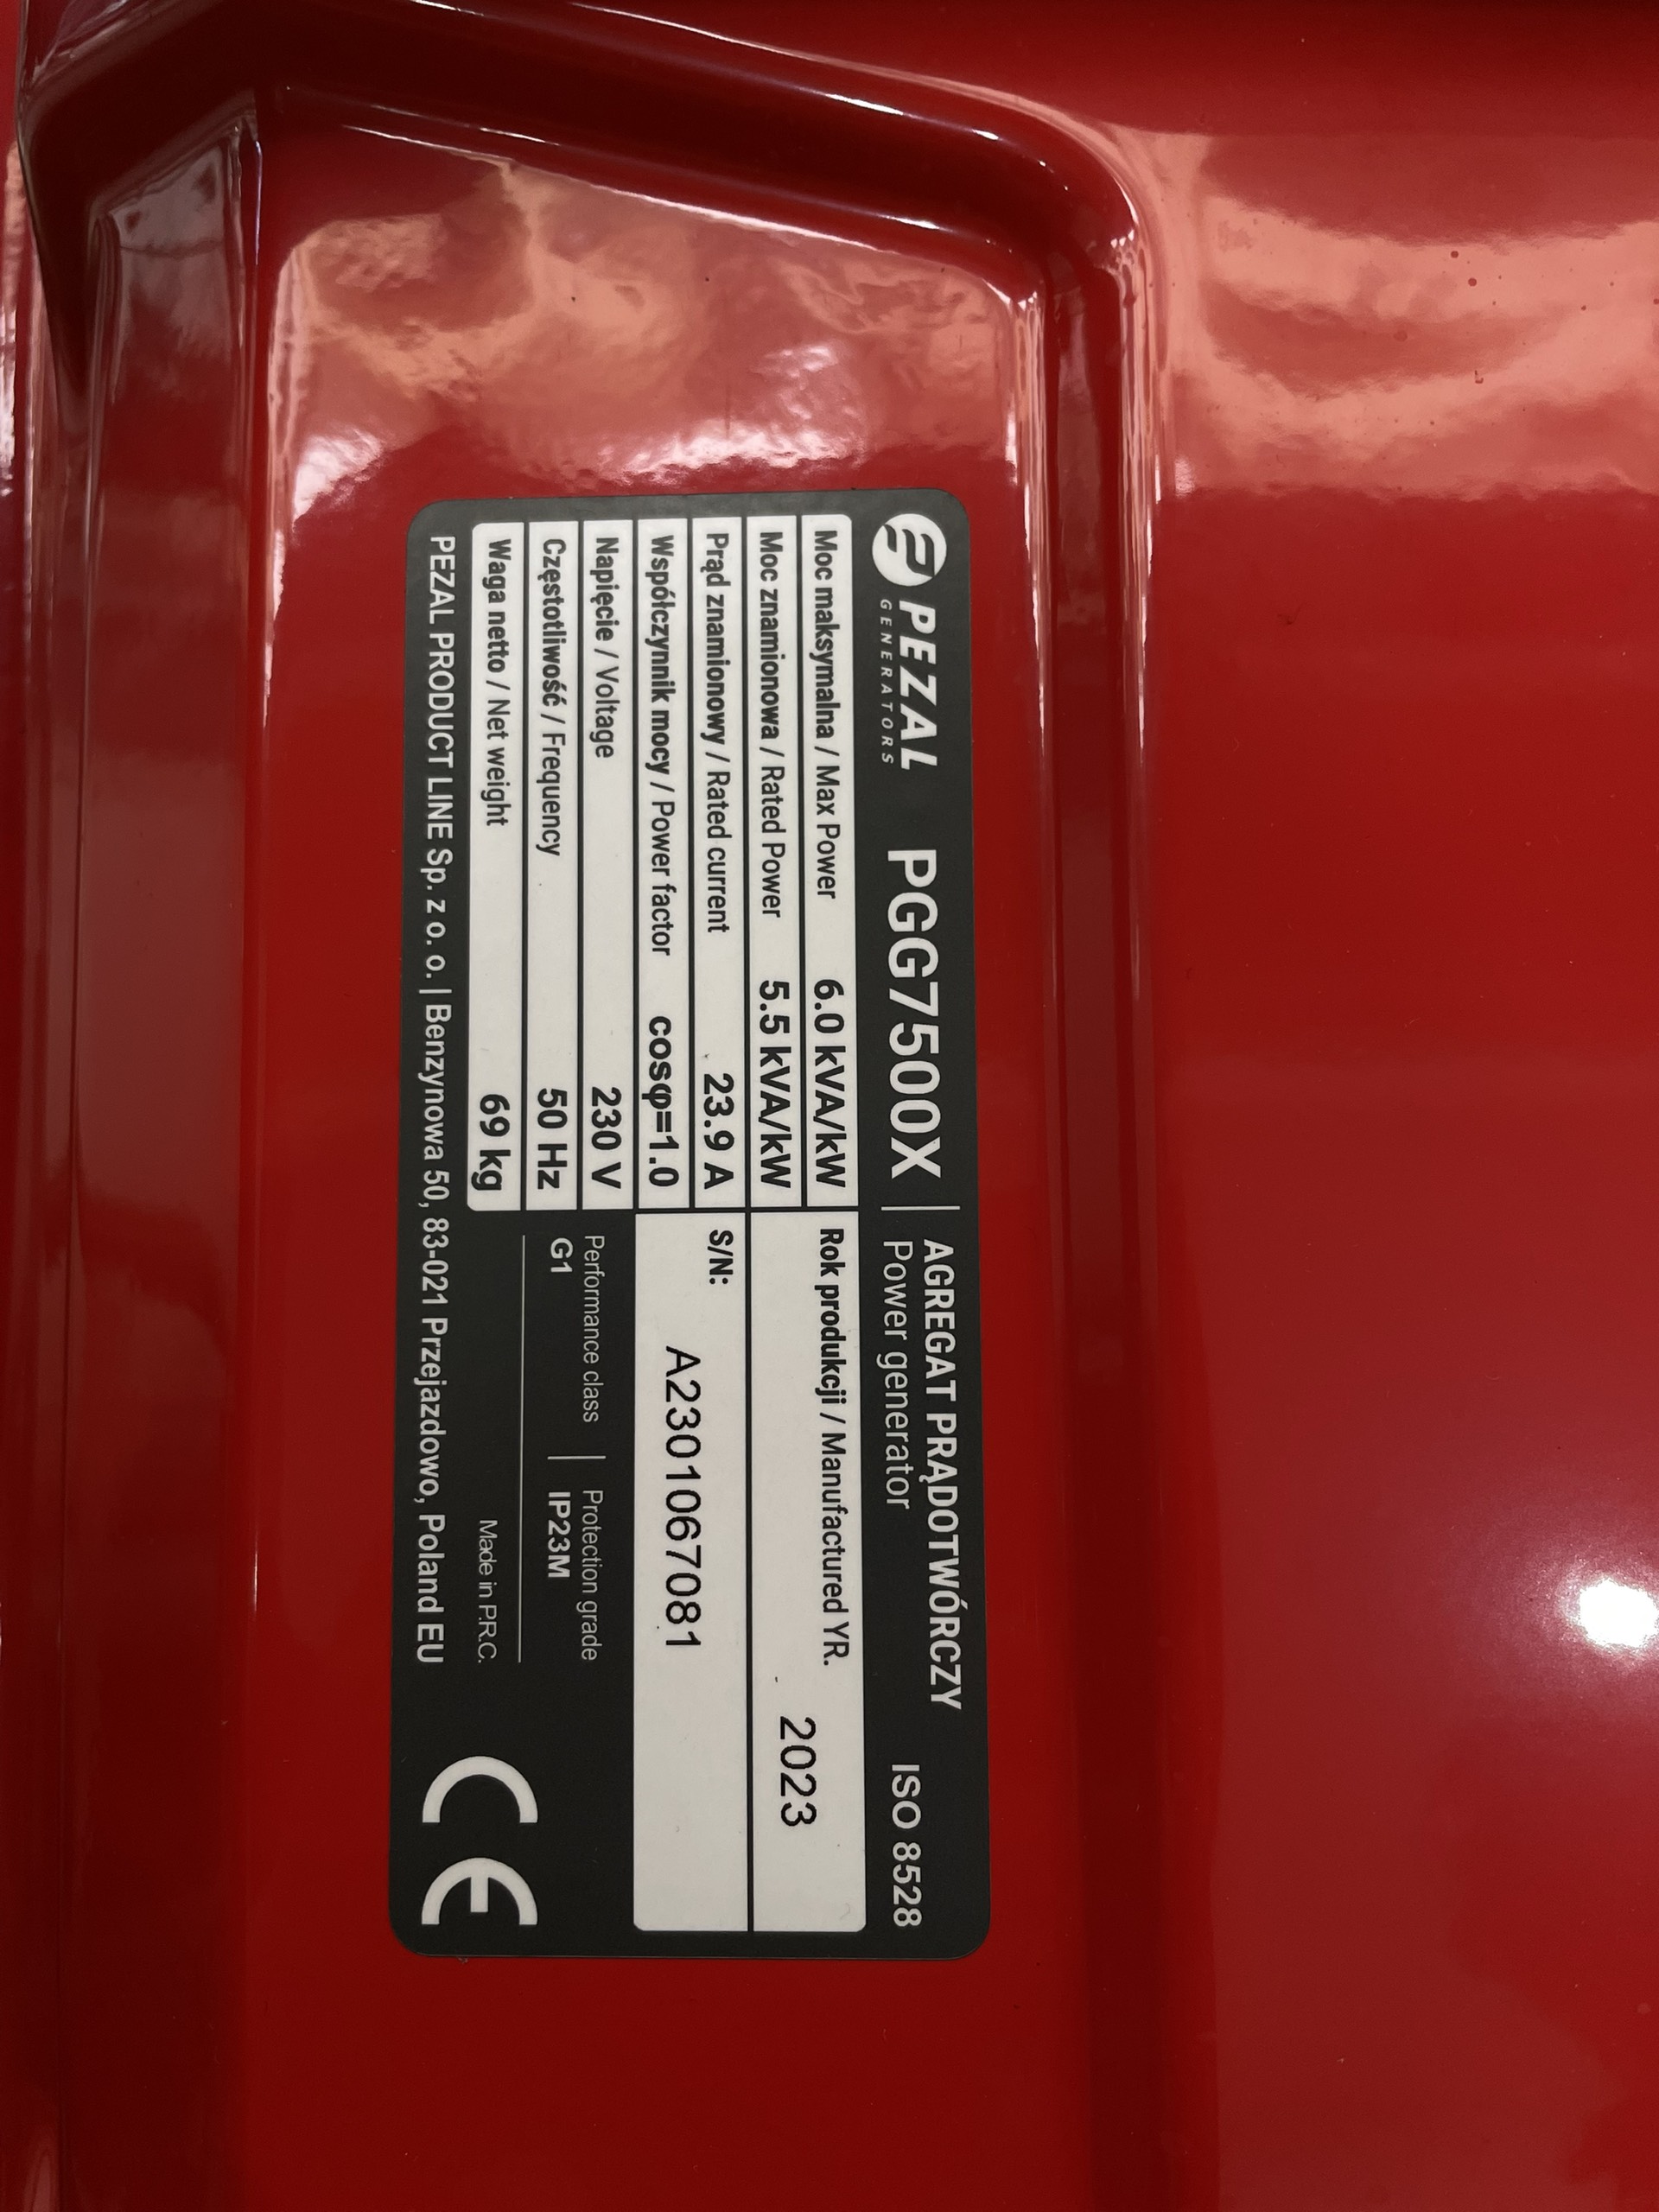 PEZAL
GENERATORS
PGG7500X
AGREGAT PRĄDOTWÓRCZY
Power generator
ISO 8528
Moc maksymalna / Max Power 6.0 kVA/kW
Moc znamionowa / Rated Power 5.5 kVA/kW
Prąd znamionowy / Rated current 23.9 A
Współczynnik mocy / Power factor cosφ=1.0
Napięcie / Voltage 230 V
Częstotliwość / Frequency 50 Hz
Waga netto / Net weight 69 kg
Rok produkcji / Manufactured YR.
2023
S/N:
A230106708​1
Performance class | Protection grade
G1 IP23M
Made in P.R.C.
CE
PEZAL PRODUCT LINE Sp. z o. o. | Benzynowa 50, 83-021 Przejazdowo, Poland EU